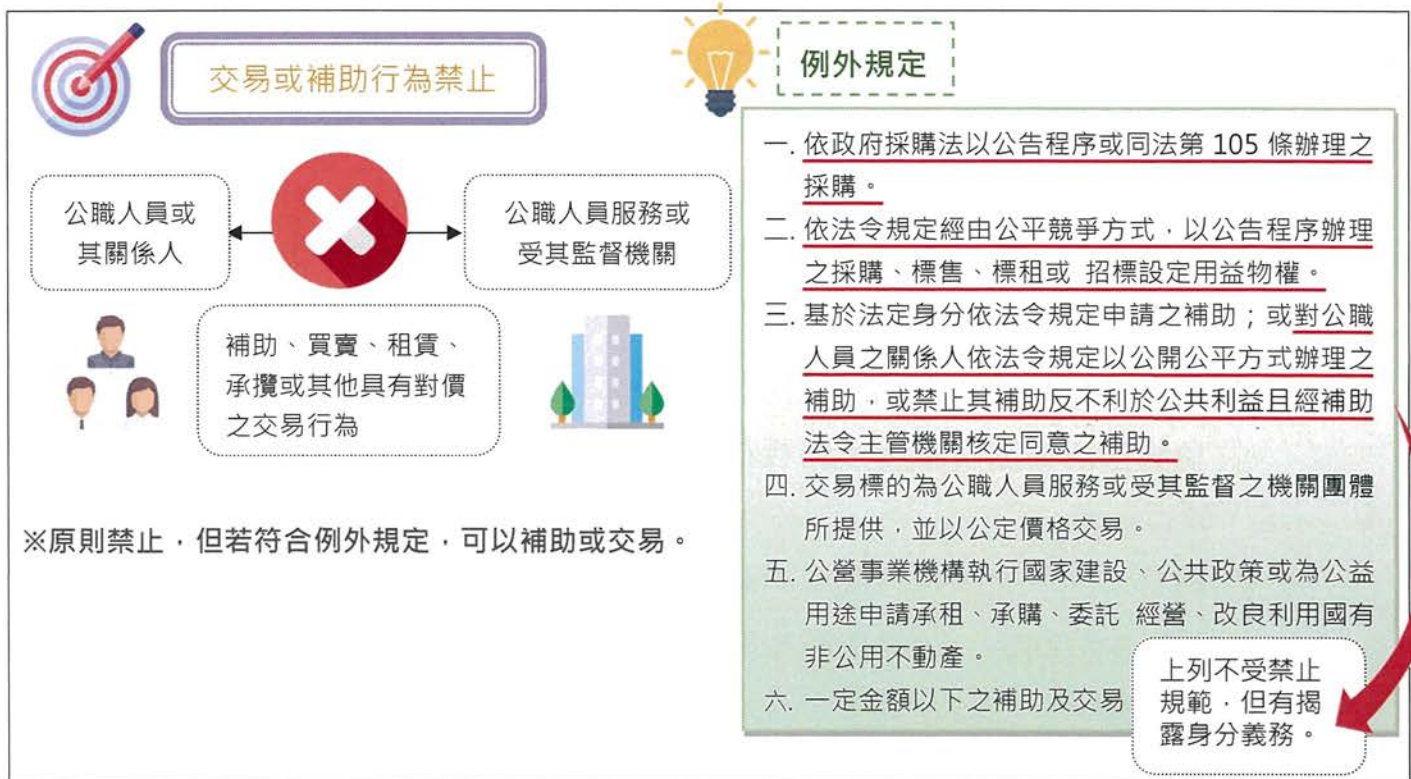 交易或補助行為禁止
公職人員或
其關係人
公職人員服務或
受其監督機關
補助、買賣、租賃、
承攬或其他具有對價
之交易行為
※原則禁止，但若符合例外規定，可以補助或交易。
例外規定
一. 依政府採購法以公告程序或同法第 105 條辦理之
採購。
二. 依法令規定經由公平競爭方式，以公告程序辦理
之採購、標售、標租或 招標設定用益物權。
三. 基於法定身分依法令規定申請之補助；或對公職
人員之關係人依法令規定以公開公平方式辦理之
補助，或禁止其補助反不利於公共利益且經補助
法令主管機關核定同意之補助。
四. 交易標的為公職人員服務或受其監督之機關團體
所提供，並以公定價格交易。
五. 公營事業機構執行國家建設、公共政策或為公益
用途申請承租、承購、委託 經營、改良利用國有
非公用不動產。
六. 一定金額以下之補助及交易
上列不受禁止
規範，但有揭
露身分義務。